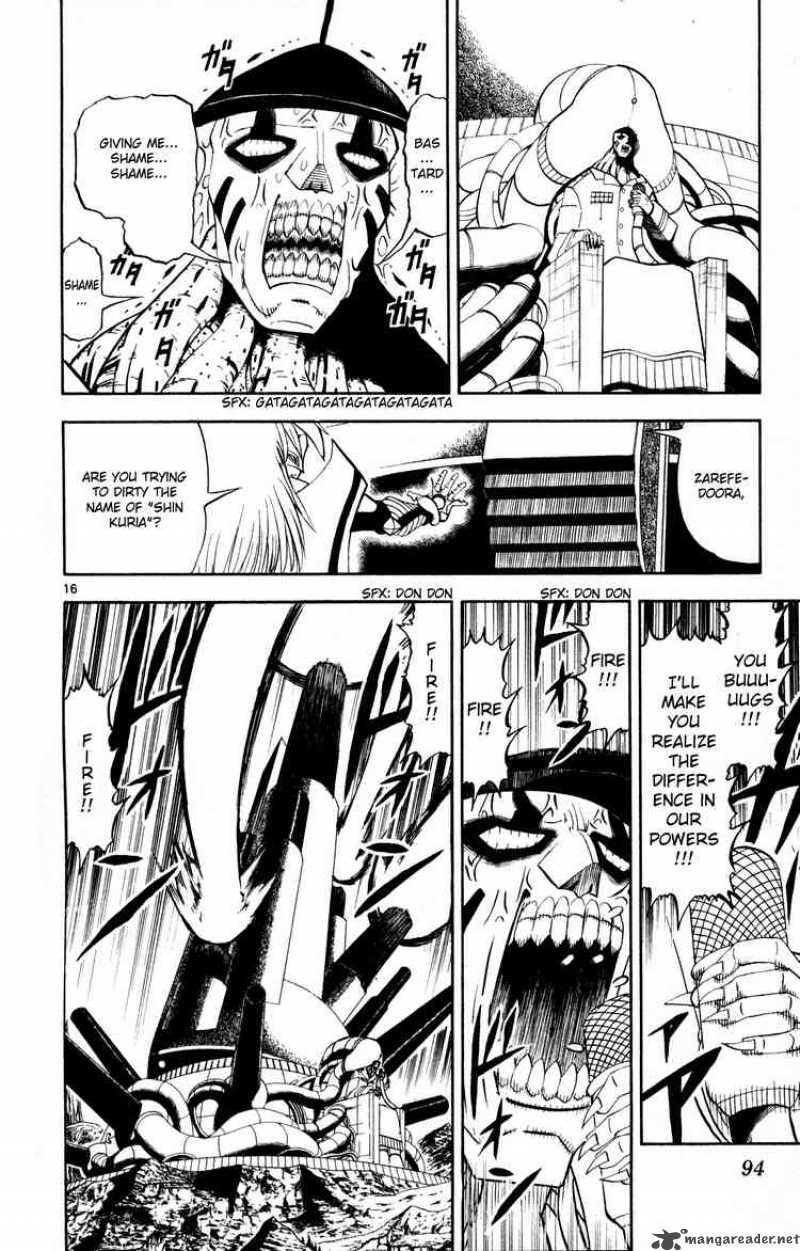 BAS
...
TARD
...
GIVING ME...
SHAME...
SHAME...
SHAME
...
ガタ
ガタ
ガタ
ガタ
ガタ
ガタ
SFX: GATAGATAGATAGATAGATAGATA
ZAREFE-
DOORA,
ARE YOU TRYING
TO DIRTY THE
NAME OF "SHIN
KURIA"?
16
SFX: DON DON
SFX: DON DON
YOU
BUUU-
UUGS
!!!
I'LL
MAKE
YOU
REALIZE
THE
DIFFER-
ENCE IN
OUR
POWERS
!!!
FIRE
!!!
FIRE
!!
FIRE!!
FIRE!!
94
mangareader.net